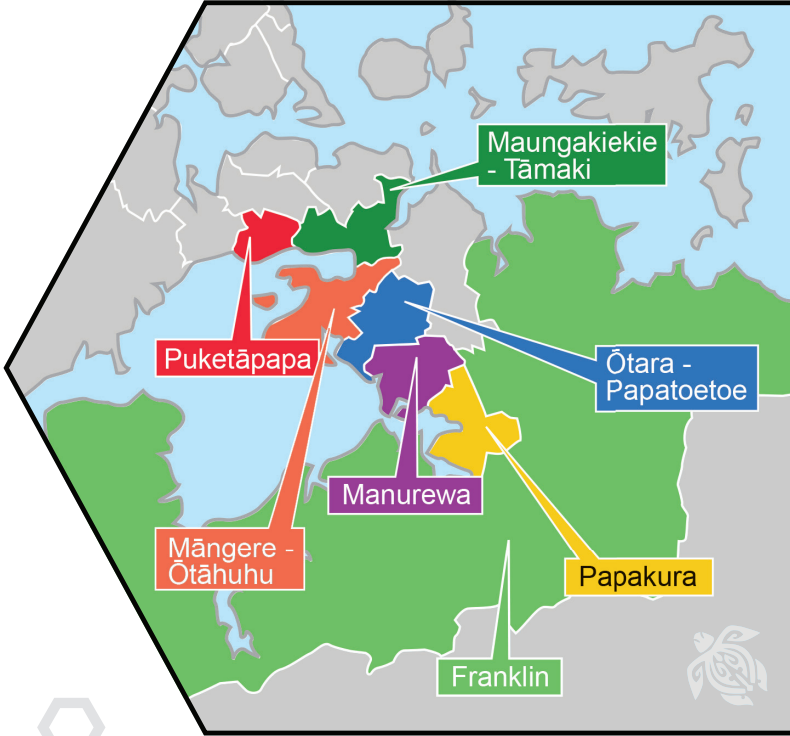 Maungakiekie
- Tāmaki
Puketāpapa
Ōtara -
Papatoetoe
Manurewa
Māngere -
Ōtāhuhu
Papakura
Franklin